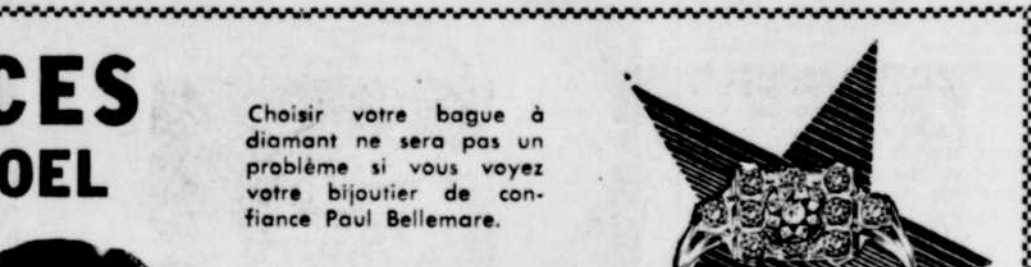 CES
OEL
Choisir votre bague à
diamant ne sera pas un
problème si vous voyez
votre bijoutier de con-
fiance Paul Bellemare.